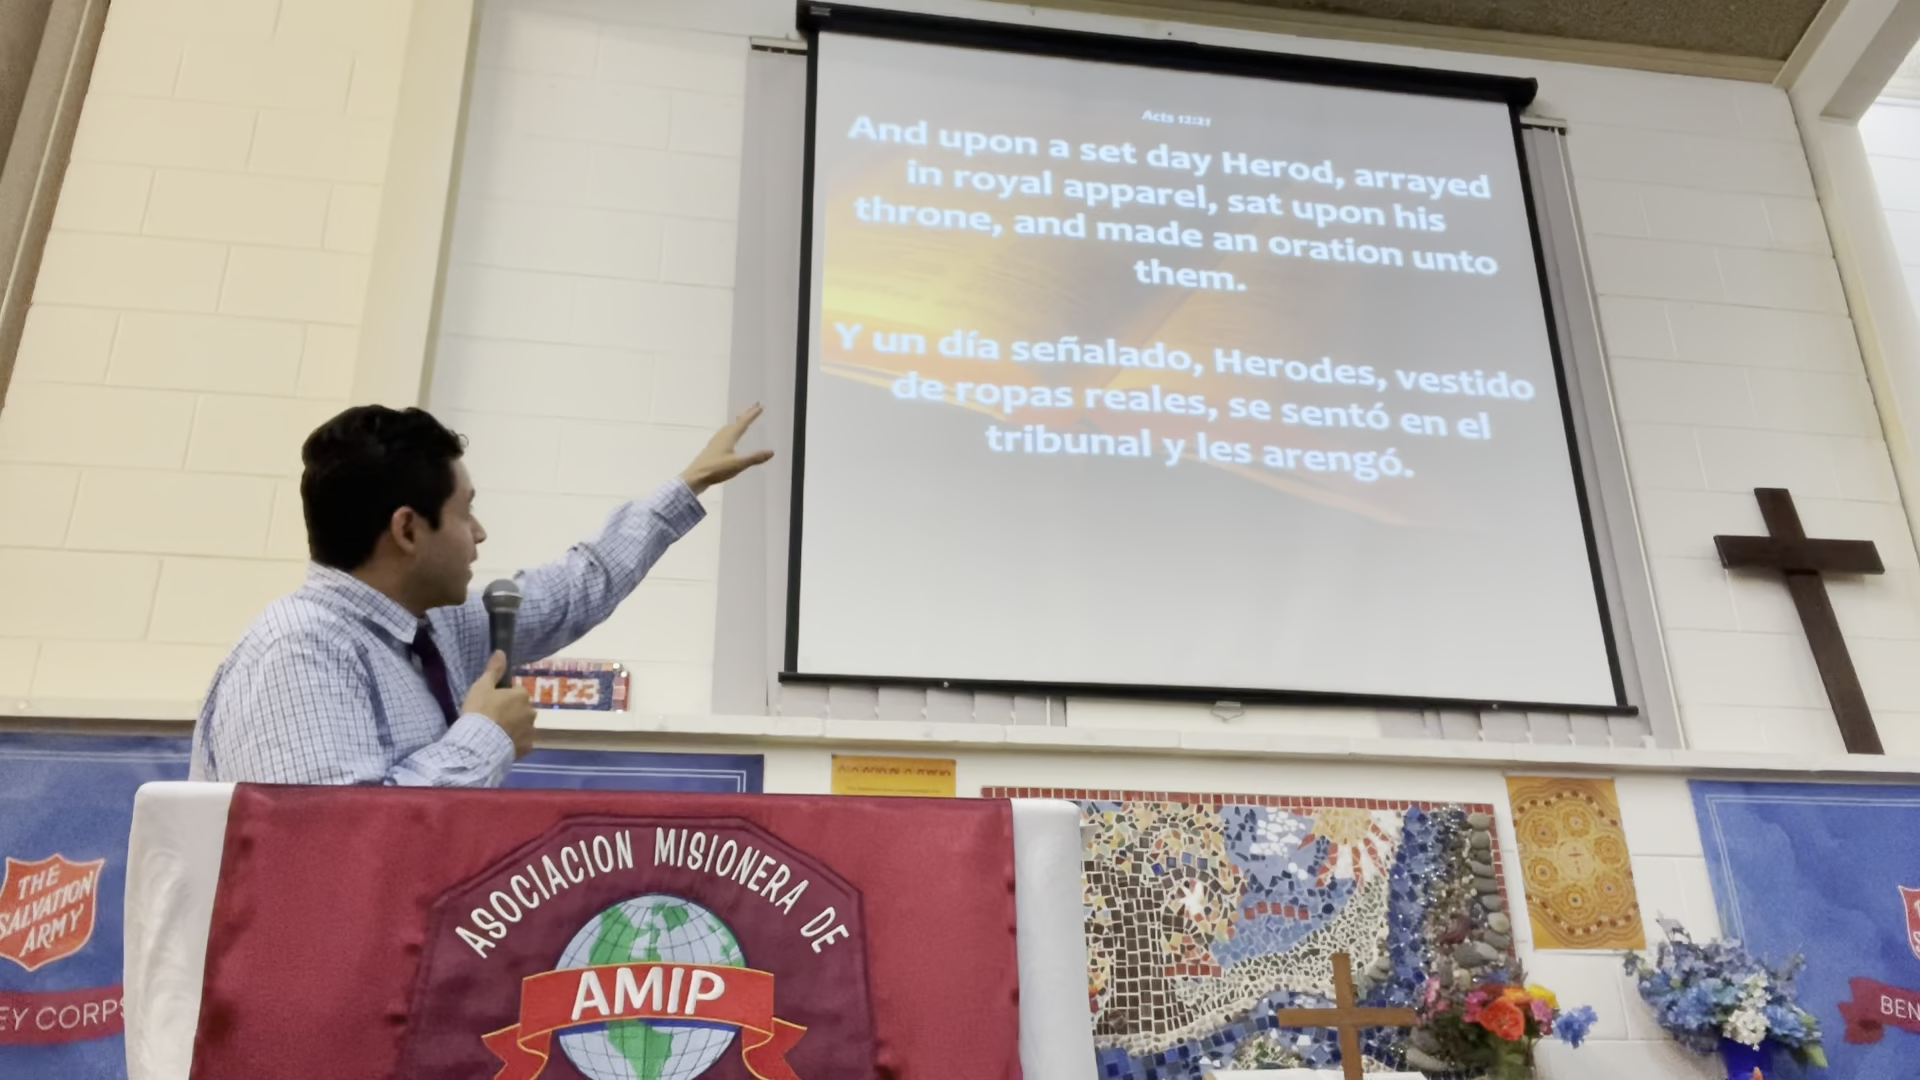 Acts 12:21
And upon a set day Herod, arrayed
in royal apparel, sat upon his
throne, and made an oration unto
them.
Y un día señalado, Herodes, vestido
de ropas reales, se sentó en el
tribunal y les arengó.
M 23
THE
SALVATION
ARMY
EY CORPS
ASOCIACION MISIONERA DE
AMIP
BEN